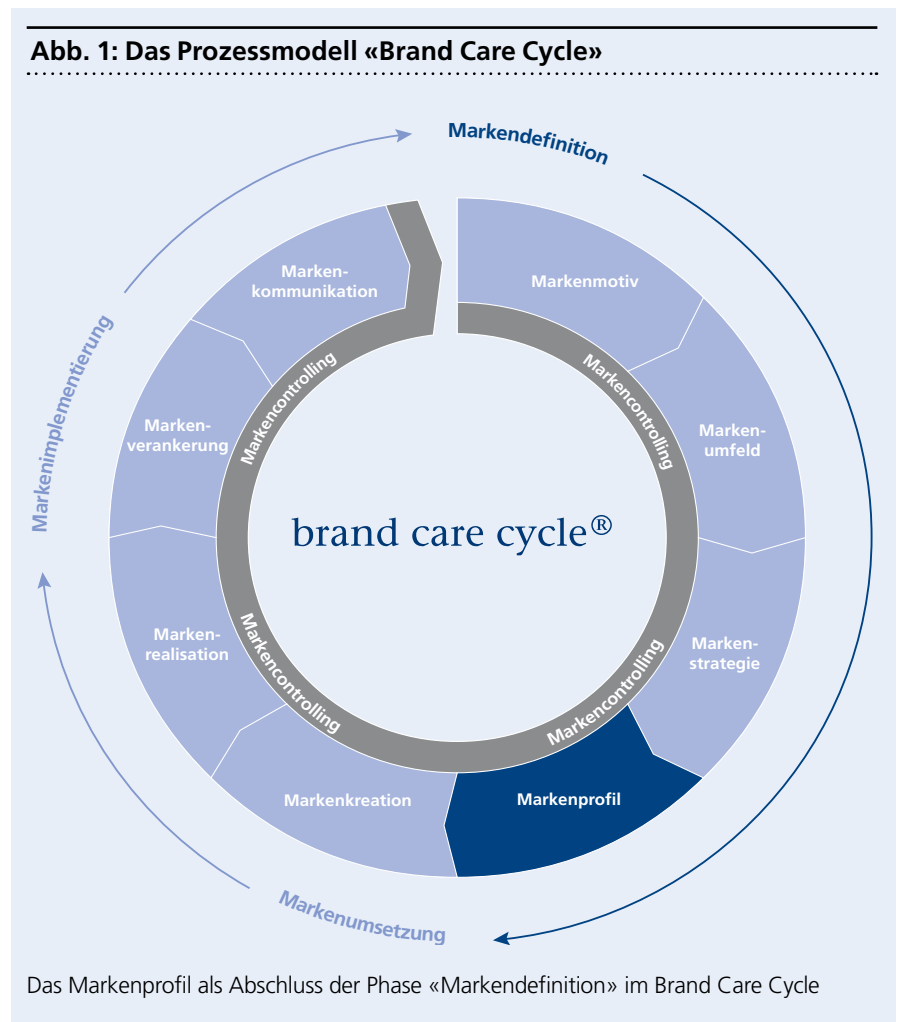 Abb. 1: Das Prozessmodell «Brand Care Cycle»
Markendefinition
Markenmotiv
Marken-
umfeld
Marken-
strategie
Markenprofil
Markenumsetzung
Markenkreation
Marken-
realisation
Markenimplementierung
Marken-
verankerung
Marken-
kommunikation
Markencontrolling
Markencontrolling
Markencontrolling
Markencontrolling
brand care cycle®
Das Markenprofil als Abschluss der Phase «Markendefinition» im Brand Care Cycle